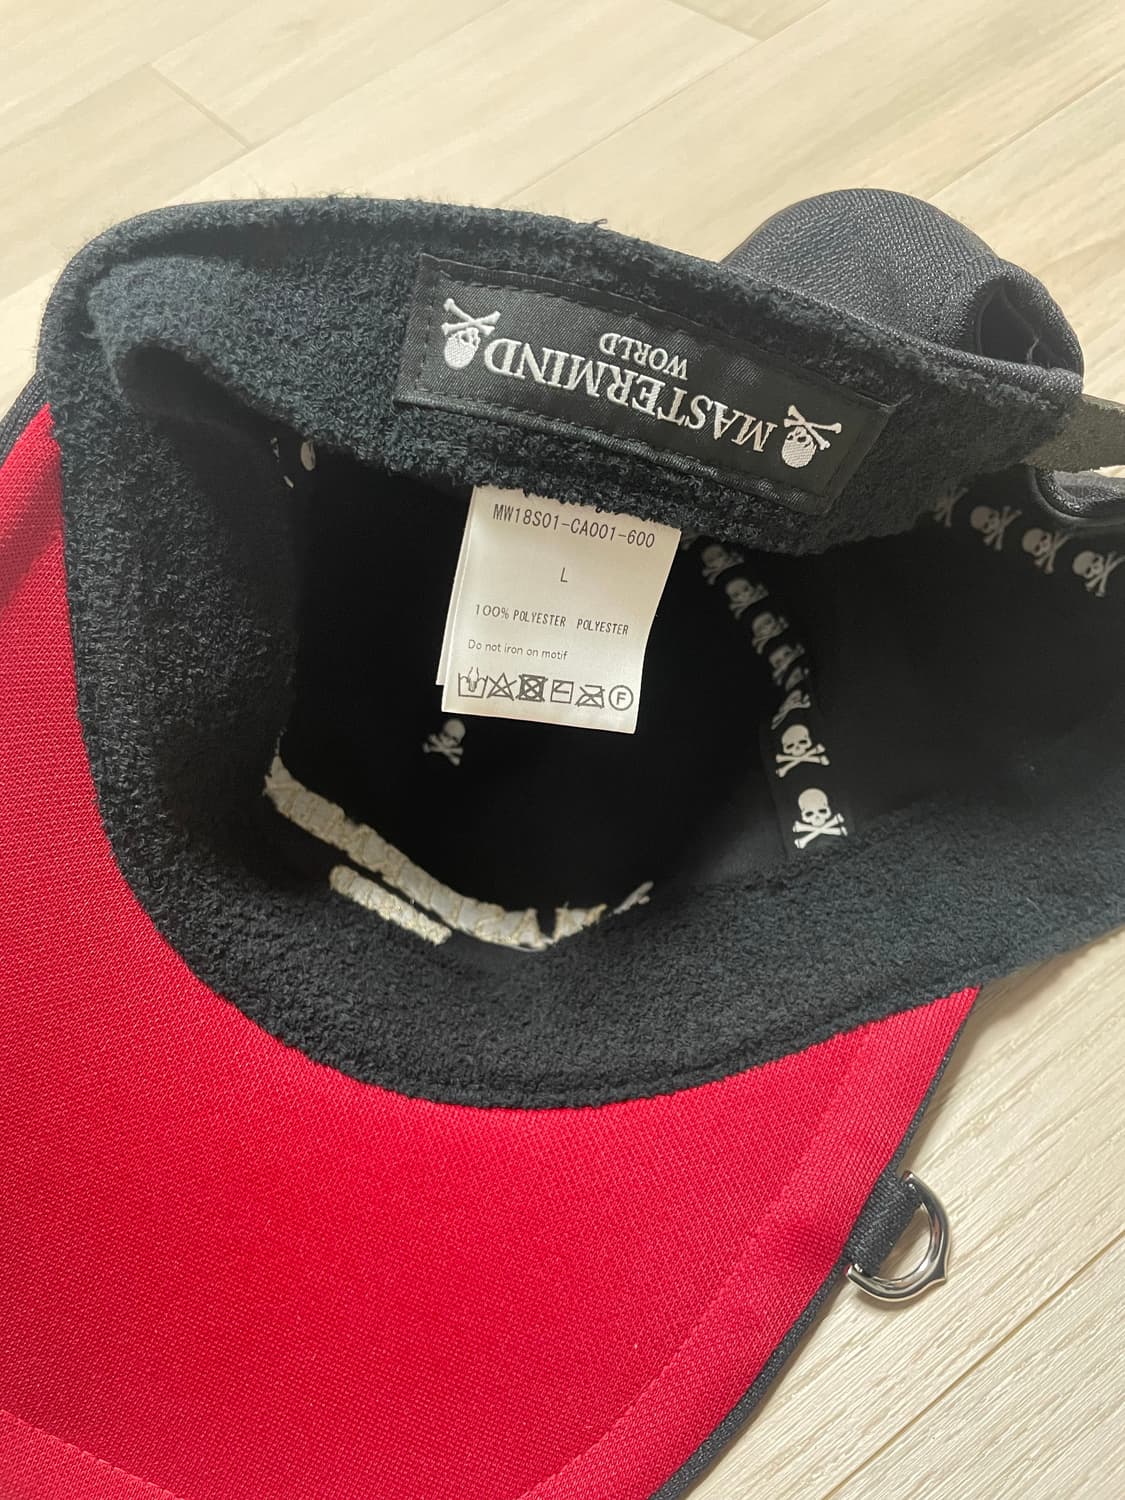 MASTERMIND
WORLD
MW18S01-CA001-600
L
100% POLYESTER POLYESTER
Do not iron on motif
F